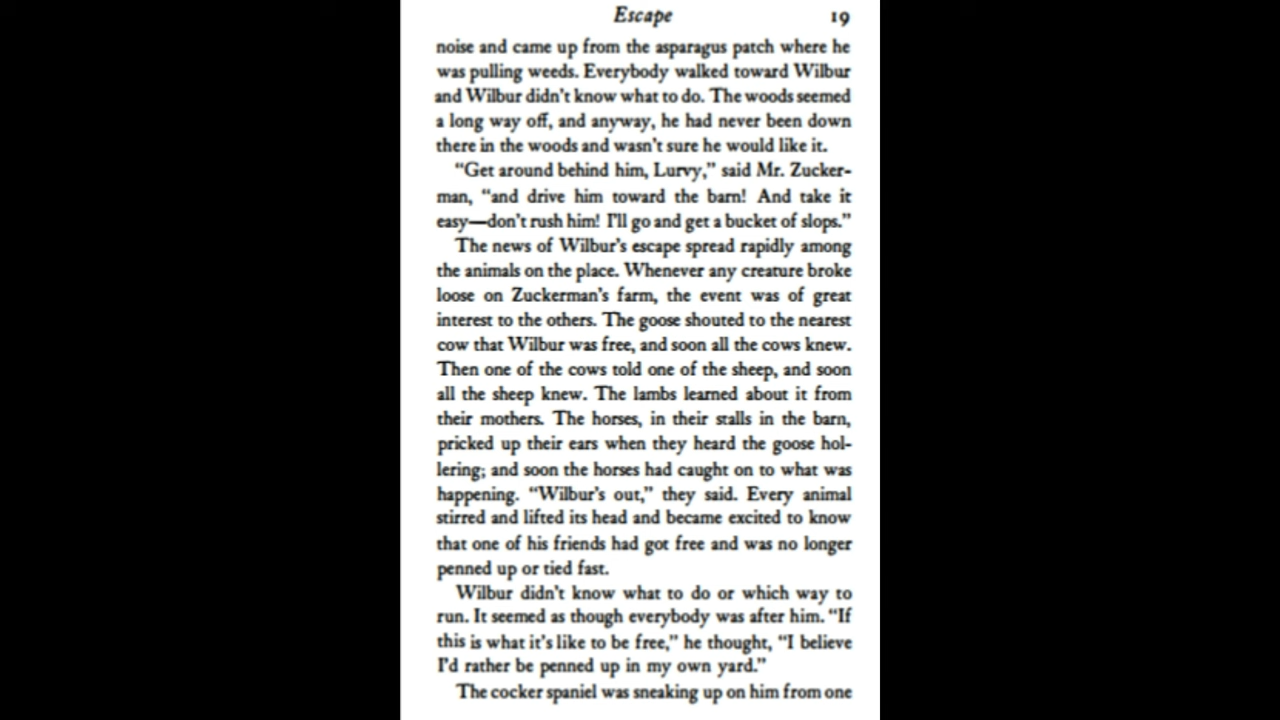 Escape 19
noise and came up from the asparagus patch where he
was pulling weeds. Everybody walked toward Wilbur
and Wilbur didn't know what to do. The woods seemed
a long way off, and anyway, he had never been down
there in the woods and wasn't sure he would like it.
"Get around behind him, Lurvy," said Mr. Zucker-
man, "and drive him toward the barn! And take it
easy—don't rush him! I'll go and get a bucket of slops."
The news of Wilbur's escape spread rapidly among
the animals on the place. Whenever any creature broke
loose on Zuckerman's farm, the event was of great
interest to the others. The goose shouted to the nearest
cow that Wilbur was free, and soon all the cows knew.
Then one of the cows told one of the sheep, and soon
all the sheep knew. The lambs learned about it from
their mothers. The horses, in their stalls in the barn,
pricked up their ears when they heard the goose hol-
lering; and soon the horses had caught on to what was
happening. "Wilbur's out," they said. Every animal
stirred and lifted its head and became excited to know
that one of his friends had got free and was no longer
penned up or tied fast.
Wilbur didn't know what to do or which way to
run. It seemed as though everybody was after him. "If
this is what it's like to be free," he thought, "I believe
I'd rather be penned up in my own yard."
The cocker spaniel was sneaking up on him from one